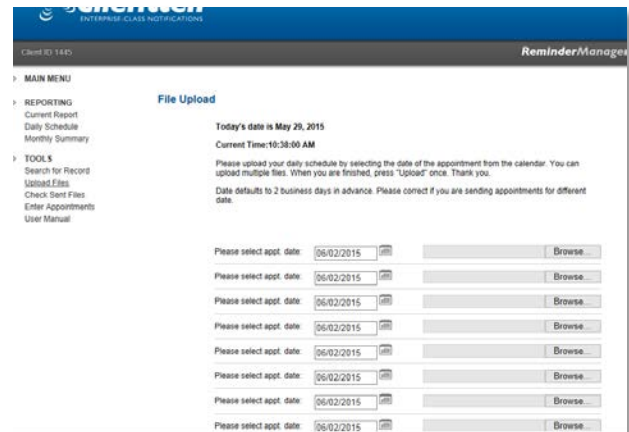 ENTERPRISE-CLASS NOTIFICATIONS
Client ID 1445
ReminderManager
MAIN MENU
REPORTING
Current Report
Daily Schedule
Monthly Summary
TOOLS
Search for Record
Upload Files
Check Sent Files
Enter Appointments
User Manual
File Upload
Today's date is May 29, 2015
Current Time:10:38:00 AM
Please upload your daily schedule by selecting the date of the appointment from the calendar. You can
upload multiple files. When you are finished, press "Upload" once. Thank you.
Date defaults to 2 business days in advance. Please correct if you are sending appointments for different
date.
Please select appt. date: 06/02/2015 Browse...
Please select appt. date: 06/02/2015 Browse...
Please select appt. date: 06/02/2015 Browse...
Please select appt. date: 06/02/2015 Browse...
Please select appt. date: 06/02/2015 Browse...
Please select appt. date: 06/02/2015 Browse...
Please select appt. date: 06/02/2015 Browse...
Please select appt. date: 06/02/2015 Browse...